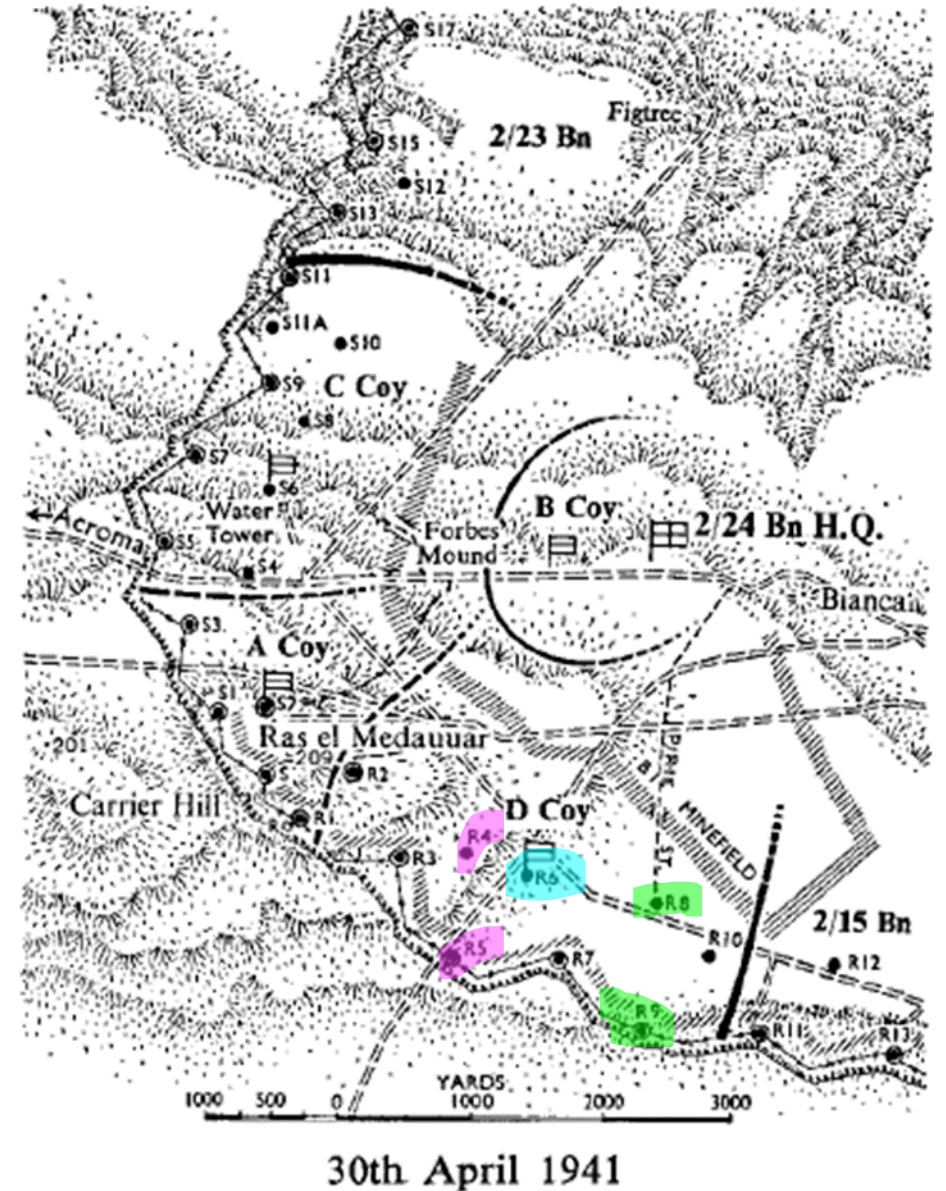 S17
Figtree
2/23 Bn
S15
S12
S13
S11
S11A
S10
S9
C Coy
S8
S7
S6
Water
Tower
B Coy
2/24 Bn H.Q.
Acroma
S5
Forbes
Mound
S4
Bianca
S3
A Coy
S1
S2
Ras el Medauuar
201
209
R2
Carrier Hill
R1
D Coy
R4
MINEFIELD
R3
R6
ST
R8
2/15 Bn
R5
R7
R10
R12
R9
R11
R13
YARDS
1000 500 0 1000 2000 3000
30th April 1941